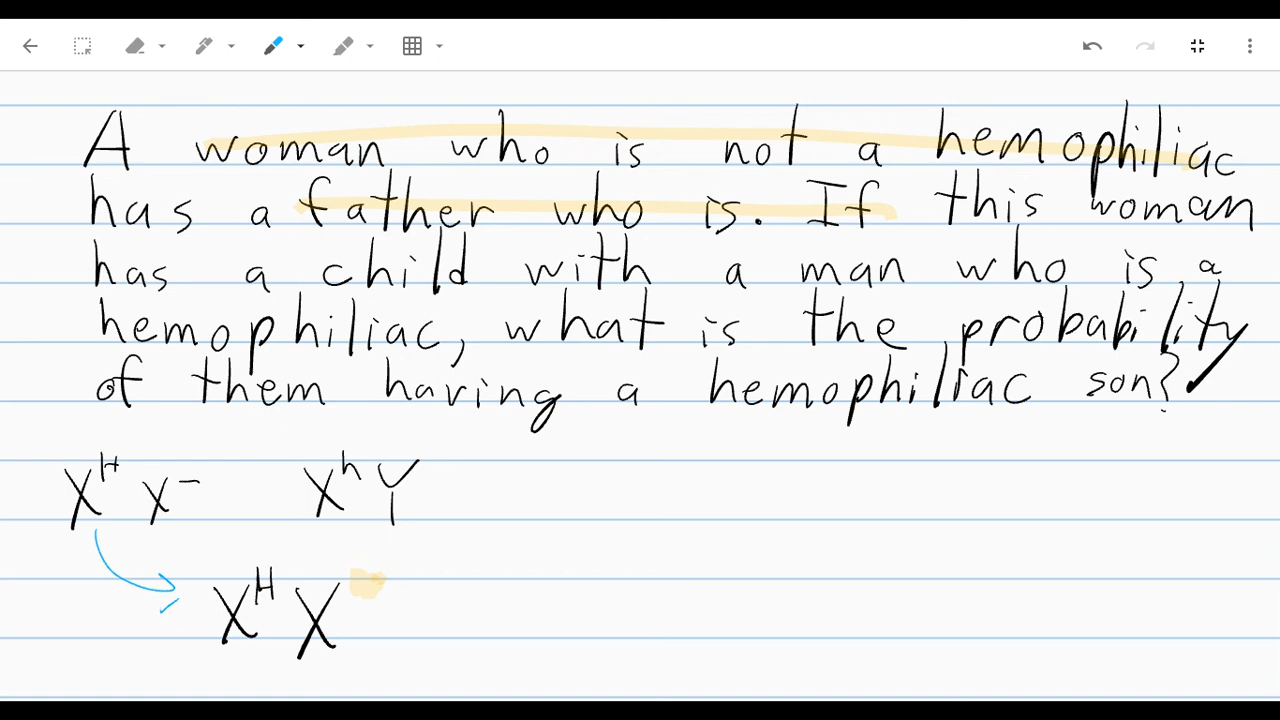 A woman who is not a hemophiliac
has a father who is. If this woman
has a child with a man who is a
hemophiliac, what is the probability
of them having a hemophiliac son?
X^H X^- X^h Y
X^H X